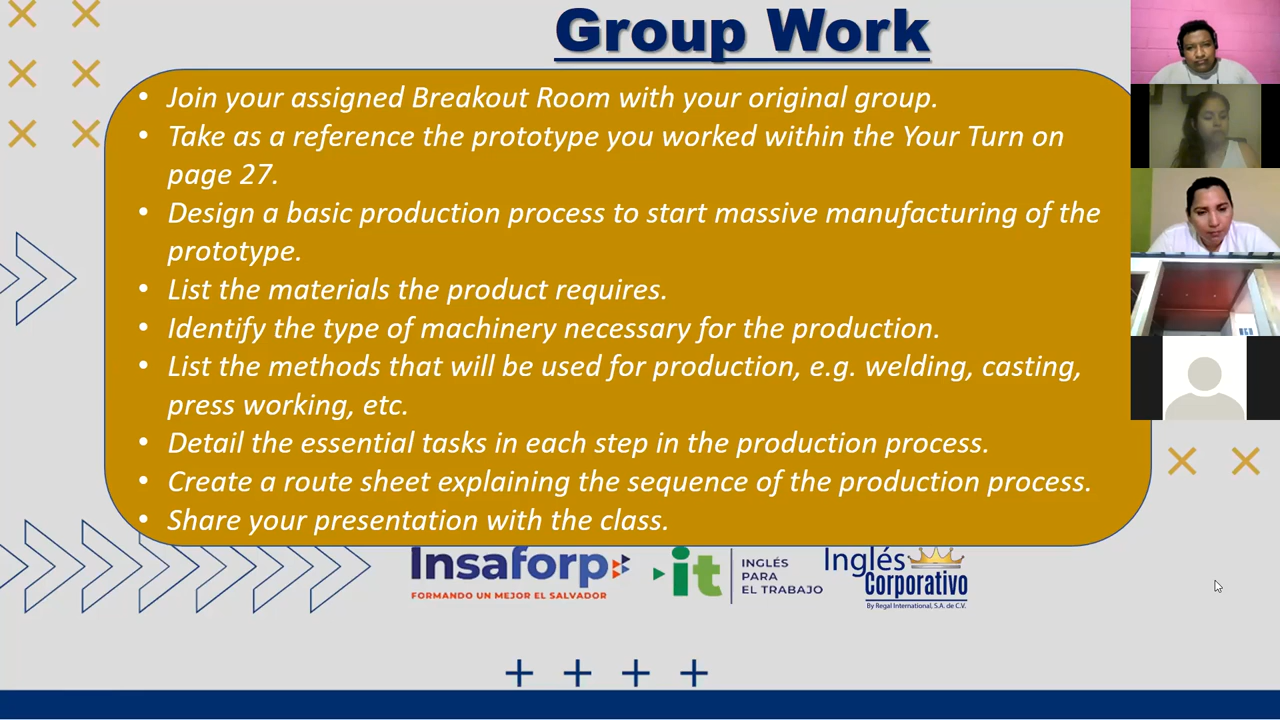 Group Work
• Join your assigned Breakout Room with your original group.
• Take as a reference the prototype you worked within the Your Turn on
page 27.
• Design a basic production process to start massive manufacturing of the
prototype.
• List the materials the product requires.
• Identify the type of machinery necessary for the production.
• List the methods that will be used for production, e.g. welding, casting,
press working, etc.
• Detail the essential tasks in each step in the production process.
• Create a route sheet explaining the sequence of the production process.
• Share your presentation with the class.
Insaforp
FORMANDO UN MEJOR EL SALVADOR
it
INGLÉS
PARA
EL TRABAJO
Inglés
Corporativo
By Regal International, S.A. de C.V.